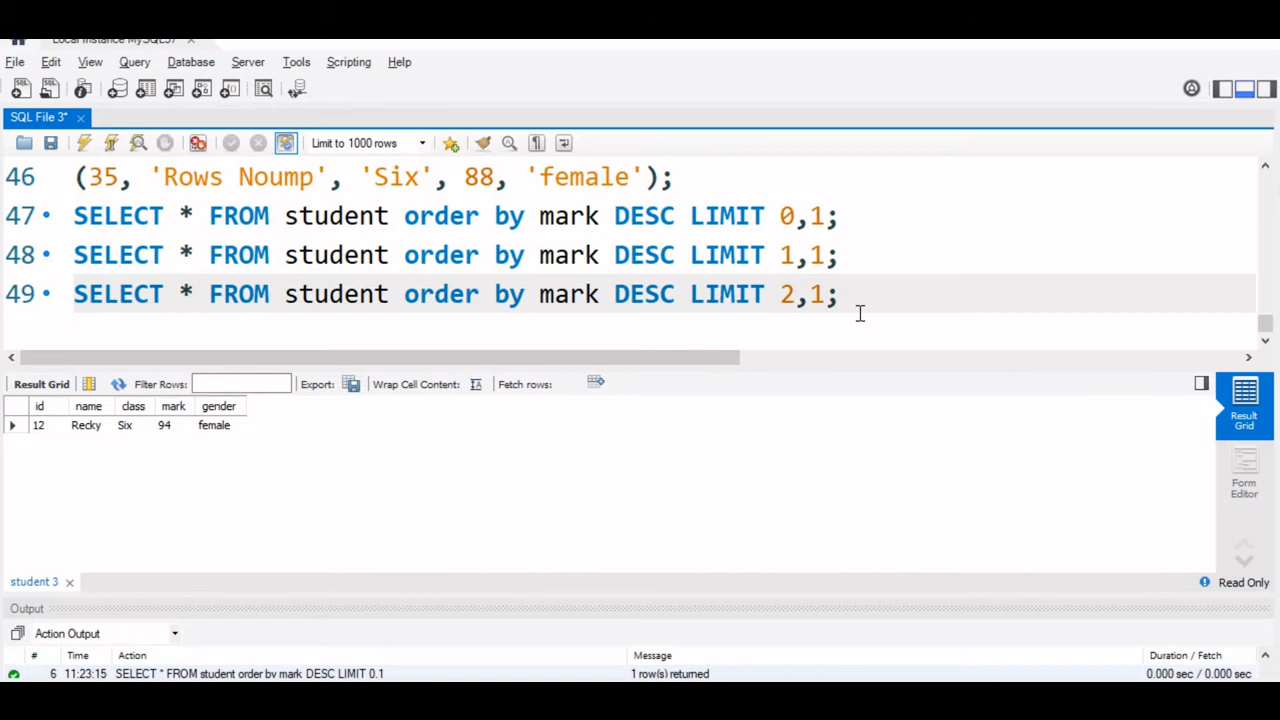 Local instance MySQL57 ×
File Edit View Query Database Server Tools Scripting Help
SQL File 3* ×
Limit to 1000 rows
46 (35, 'Rows Noump', 'Six', 88, 'female');
47 SELECT * FROM student order by mark DESC LIMIT 0,1;
48 SELECT * FROM student order by mark DESC LIMIT 1,1;
49 SELECT * FROM student order by mark DESC LIMIT 2,1;
Result Grid Filter Rows: Export: Wrap Cell Content: IA Fetch rows:
id name class mark gender
12 Recky Six 94 female
Result
Grid
Form
Editor
student 3 × Read Only
Output
Action Output
# Time Action Message Duration / Fetch
6 11:23:15 SELECT * FROM student order by mark DESC LIMIT 0,1 1 row(s) returned 0.000 sec / 0.000 sec